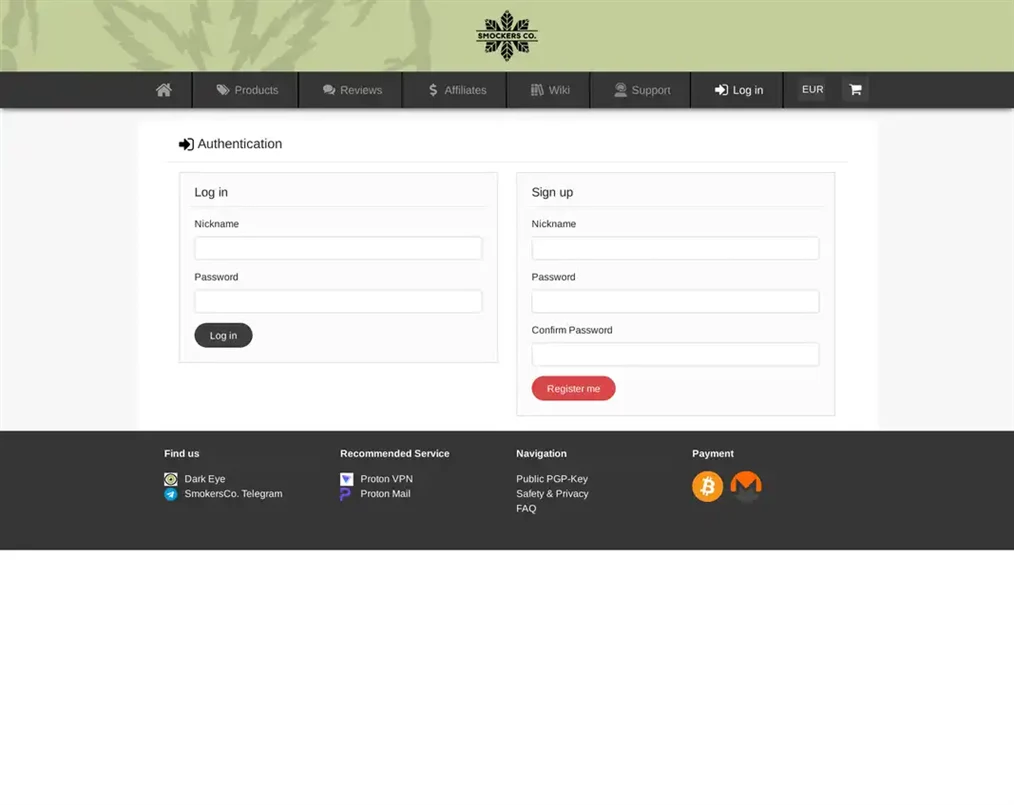 SMOCKERS CO.
Products
Reviews
Affiliates
Wiki
Support
Log in
EUR
Authentication
Log in
Nickname
Password
Log in
Sign up
Nickname
Password
Confirm Password
Register me
Find us
Dark Eye
SmokersCo. Telegram
Recommended Service
Proton VPN
Proton Mail
Navigation
Public PGP-Key
Safety & Privacy
FAQ
Payment